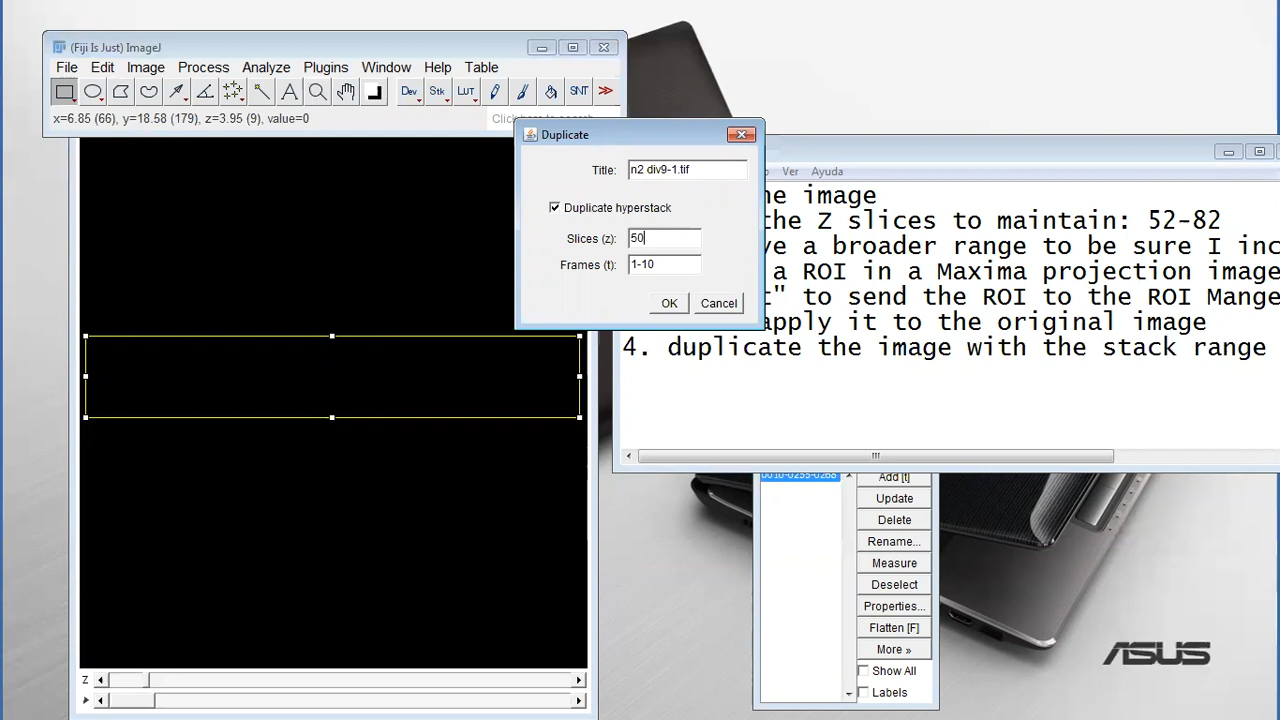 (Fiji Is Just) ImageJ
File Edit Image Process Analyze Plugins Window Help Table
Dev Stk LUT SNT
x=6.85 (66), y=18.58 (179), z=3.95 (9), value=0
Duplicate
Title: n2 div9-1.tif
Duplicate hyperstack
Slices (z): 50
Frames (t): 1-10
OK Cancel
Ver Ayuda
he image
the Z slices to maintain: 52-82
ve a broader range to be sure I inc
a ROI in a Maxima projection image
t" to send the ROI to the ROI Manger
apply it to the original image
4. duplicate the image with the stack range
Add [t]
Update
Delete
Rename...
Measure
Deselect
Properties...
Flatten [F]
More »
Show All
Labels
Z
ASUS